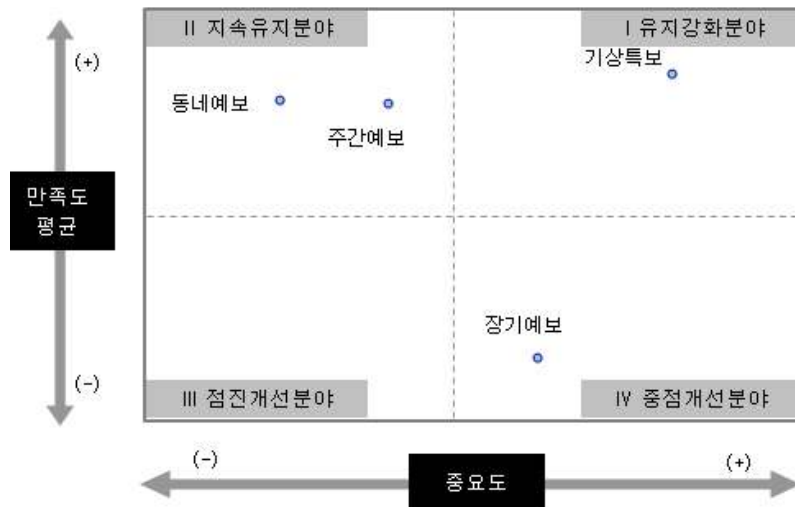 II 지속유지분야
I 유지강화분야
(+)
기상특보
동네예보
주간예보
만족도
평균
장기예보
(-)
III 점진개선분야
IV 중점개선분야
(-)
(+)
중요도